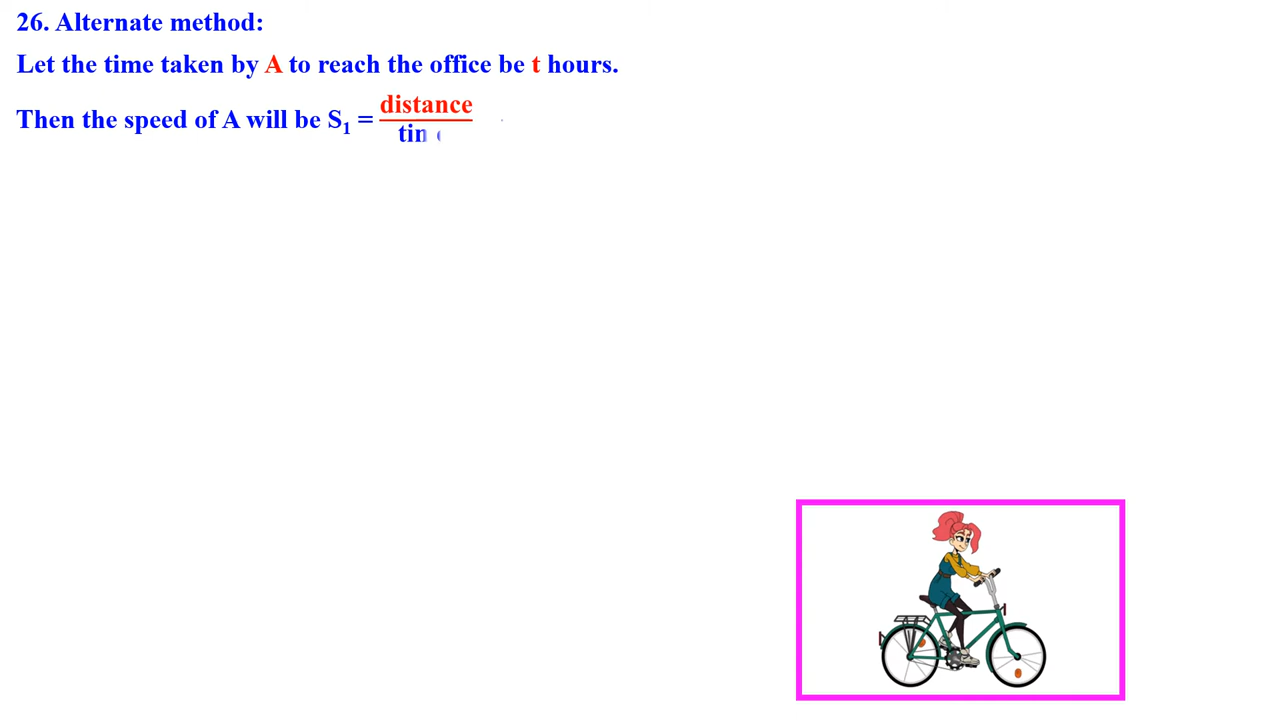 26. Alternate method:
Let the time taken by A to reach the office be t hours.
Then the speed of A will be S₁ = distance